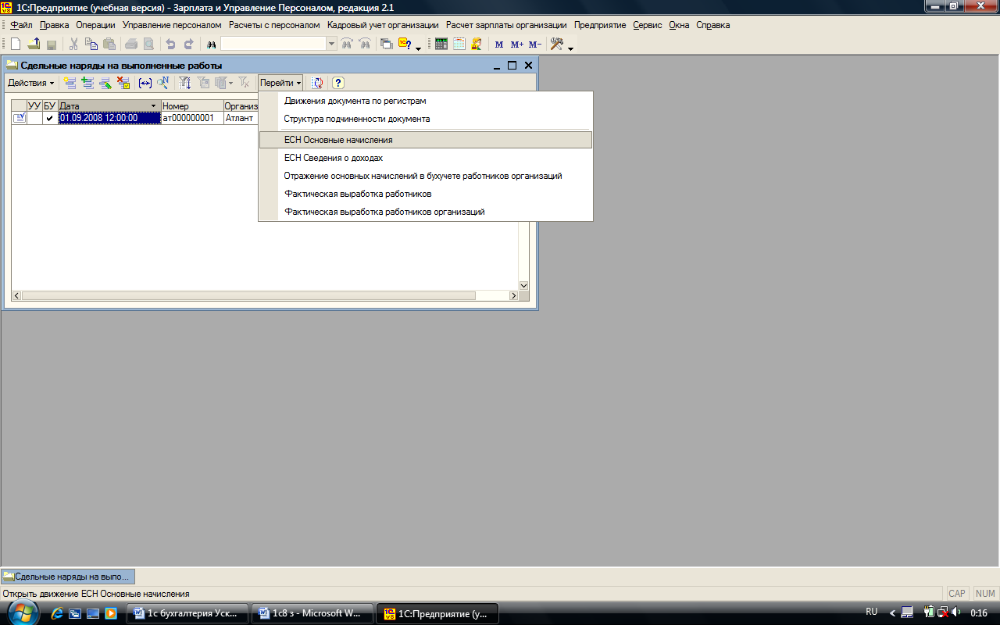 1С:Предприятие (учебная версия) - Зарплата и Управление Персоналом, редакция 2.1
Файл Правка Операции Управление персоналом Расчеты с персоналом Кадровый учет организации Расчет зарплаты организации Предприятие Сервис Окна Справка
M M+ M-
Сдельные наряды на выполненные работы
Действия Перейти
УУ БУ Дата Номер Организ
01.09.2008 12:00:00 ат000000001 Атлант
Движения документа по регистрам
Структура подчиненности документа
ЕСН Основные начисления
ЕСН Сведения о доходах
Отражение основных начислений в бухучете работников организаций
Фактическая выработка работников
Фактическая выработка работников организаций
Сдельные наряды на выпо...
Открыть движение ЕСН Основные начисления CAP NUM
1с бухгалтерия Уск... 1с8 з - Microsoft W... 1С:Предприятие (у... RU 0:16